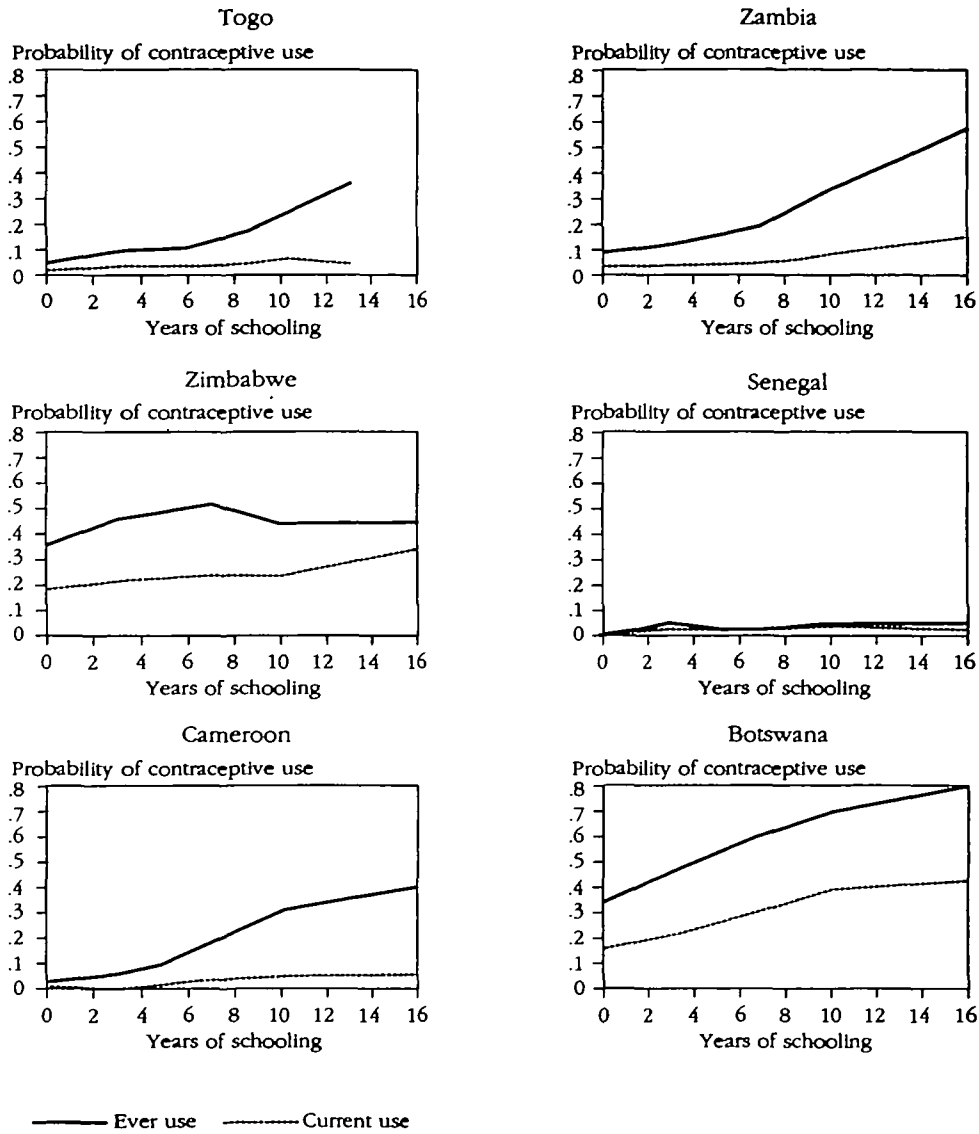 Togo
Probability of contraceptive use
.8
.7
.6
.5
.4
.3
.2
.1
0
0 2 4 6 8 10 12 14 16
Years of schooling
Zambia
Probability of contraceptive use
.8
.7
.6
.5
.4
.3
.2
.1
0
0 2 4 6 8 10 12 14 16
Years of schooling
Zimbabwe
Probability of contraceptive use
.8
.7
.6
.5
.4
.3
.2
.1
0
0 2 4 6 8 10 12 14 16
Years of schooling
Senegal
Probability of contraceptive use
.8
.7
.6
.5
.4
.3
.2
.1
0
0 2 4 6 8 10 12 14 16
Years of schooling
Cameroon
Probability of contraceptive use
.8
.7
.6
.5
.4
.3
.2
.1
0
0 2 4 6 8 10 12 14 16
Years of schooling
Botswana
Probability of contraceptive use
.8
.7
.6
.5
.4
.3
.2
.1
0
0 2 4 6 8 10 12 14 16
Years of schooling
Ever use Current use